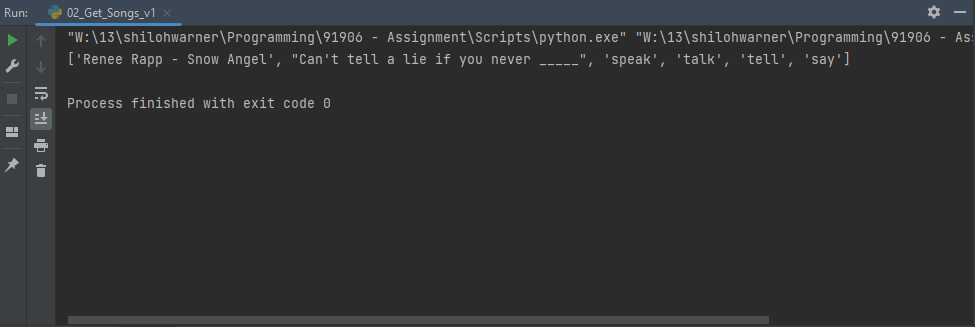 Run: 02_Get_Songs_v1
"W:\13\shilohwarner\Programming\91906 - Assignment\Scripts\python.exe" "W:\13\shilohwarner\Programming\91906 - Ass
['Renee Rapp - Snow Angel', "Can't tell a lie if you never _____", 'speak', 'talk', 'tell', 'say']
Process finished with exit code 0